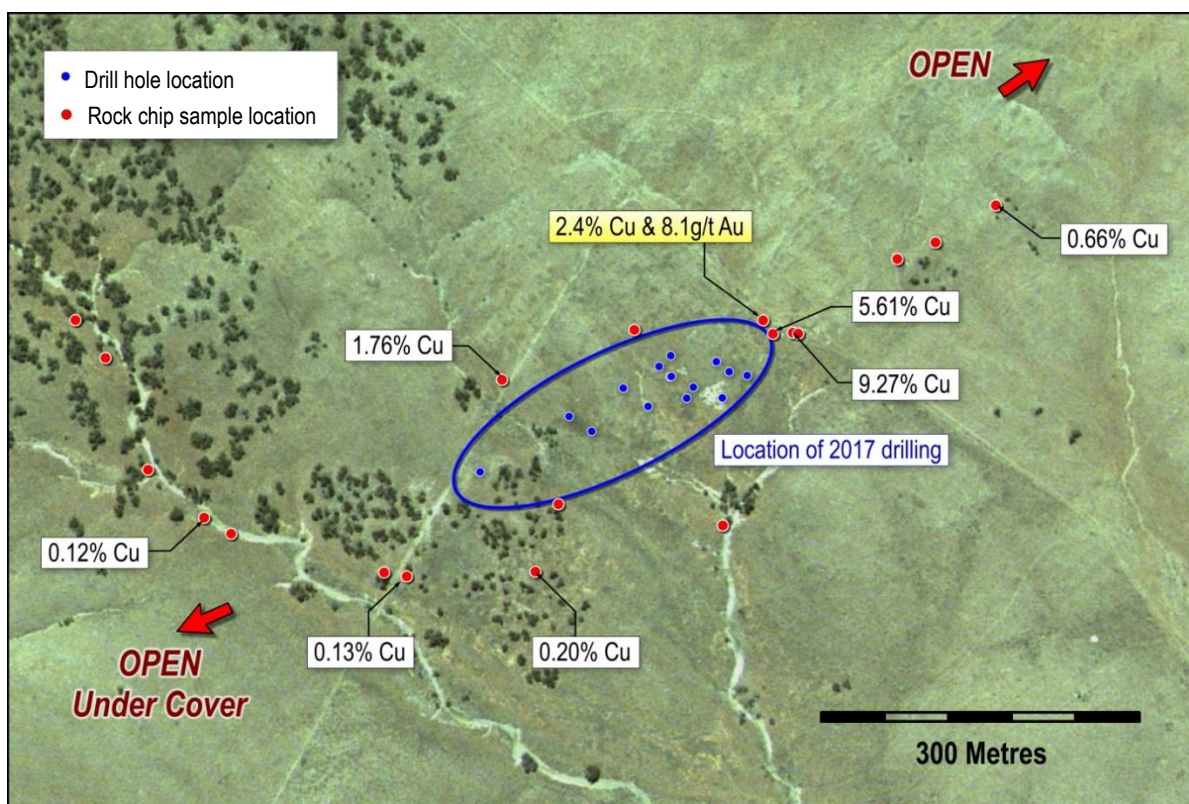 Drill hole location
Rock chip sample location
OPEN
2.4% Cu & 8.1g/t Au
0.66% Cu
5.61% Cu
1.76% Cu
9.27% Cu
Location of 2017 drilling
0.12% Cu
0.13% Cu
0.20% Cu
OPEN
Under Cover
300 Metres